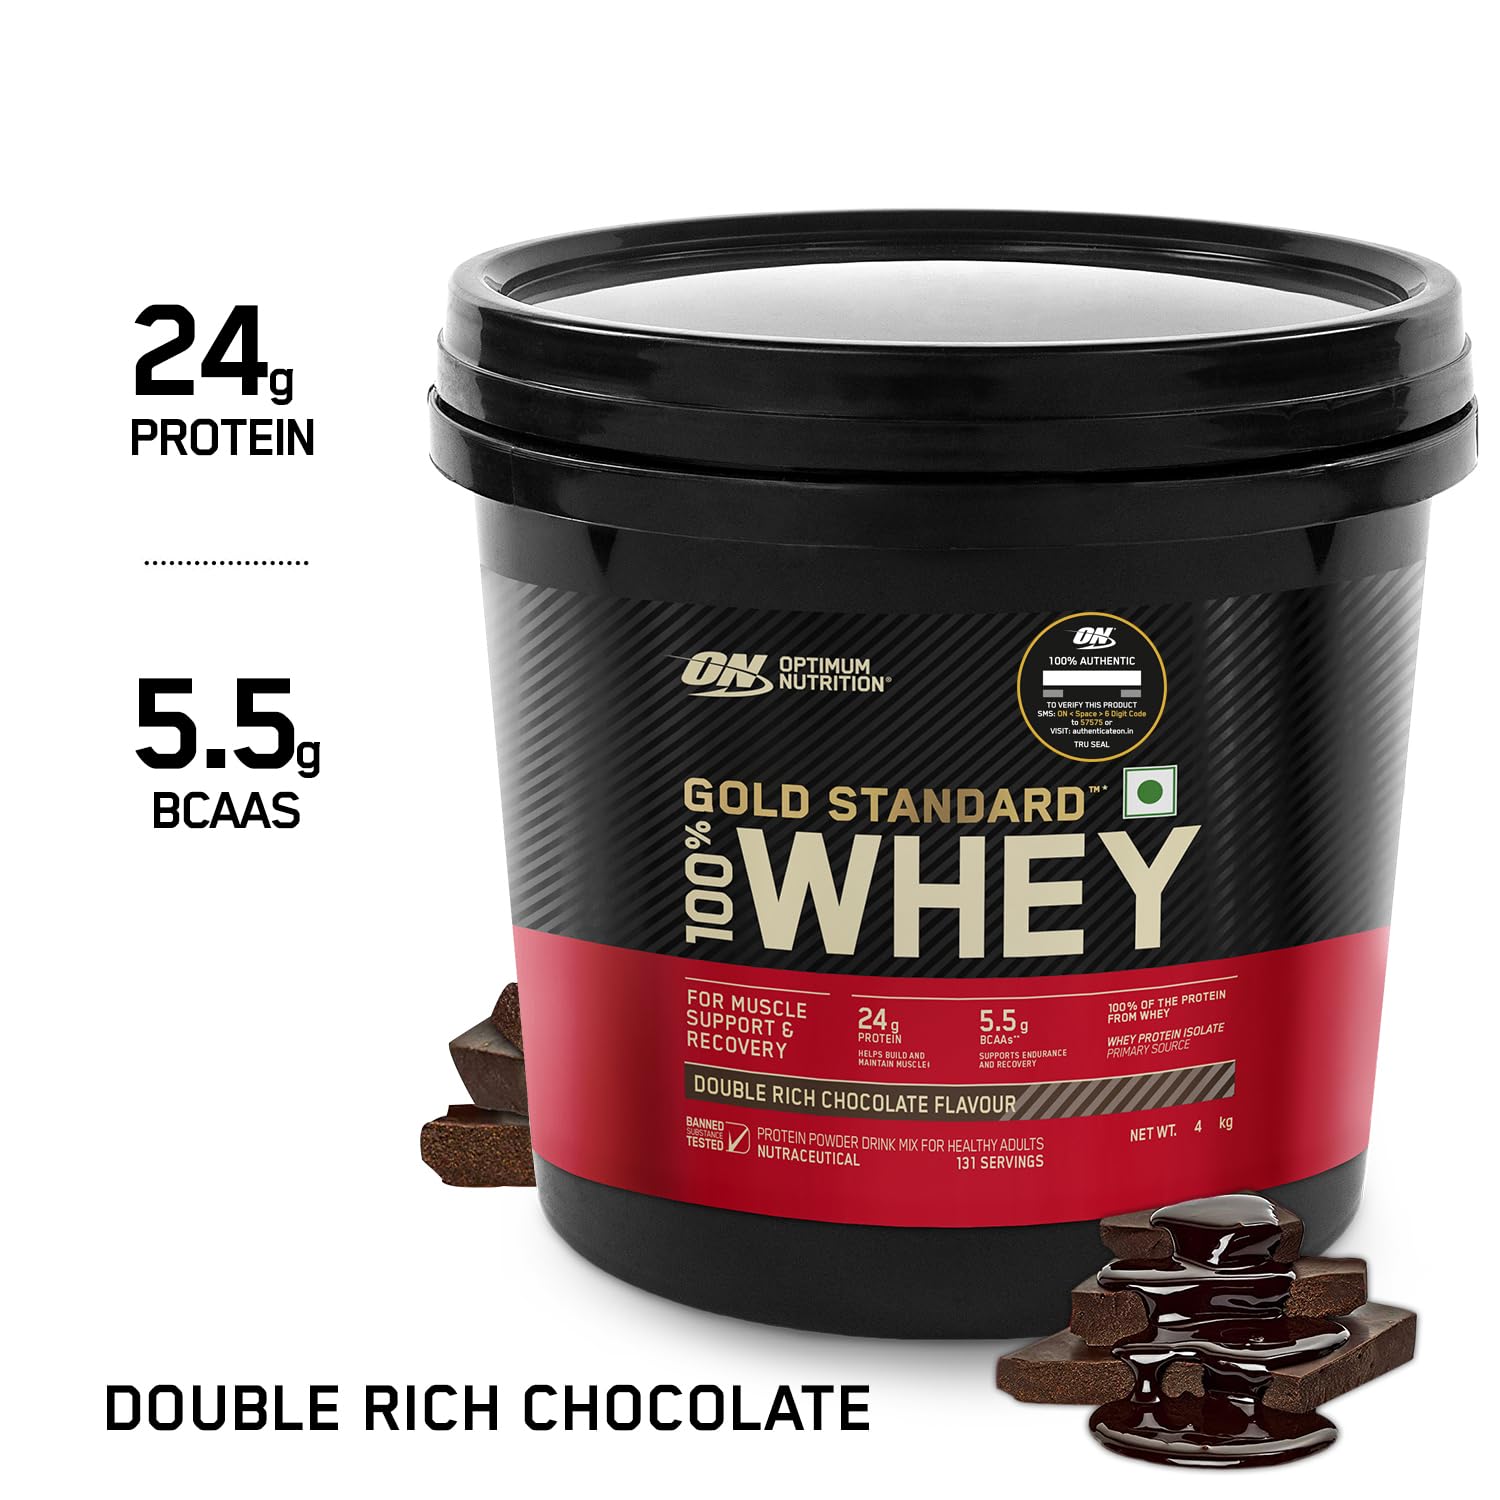 24g
PROTEIN
5.5g
BCAAS
ON OPTIMUM
NUTRITION®
ON
100% AUTHENTIC
TO VERIFY THIS PRODUCT
SMS: ON < Space > 6 Digit Code
to 57575 or
VISIT: authenticateon.in
TRU SEAL
GOLD STANDARD™*
100% WHEY
FOR MUSCLE
SUPPORT &
RECOVERY
24g
PROTEIN
HELPS BUILD AND
MAINTAIN MUSCLE‡
5.5g
BCAAs**
SUPPORTS ENDURANCE
AND RECOVERY
100% OF THE PROTEIN
FROM WHEY
WHEY PROTEIN ISOLATE
PRIMARY SOURCE
DOUBLE RICH CHOCOLATE FLAVOUR
BANNED
SUBSTANCE
TESTED
PROTEIN POWDER DRINK MIX FOR HEALTHY ADULTS
NUTRACEUTICAL
131 SERVINGS
NET WT. 4 kg
DOUBLE RICH CHOCOLATE